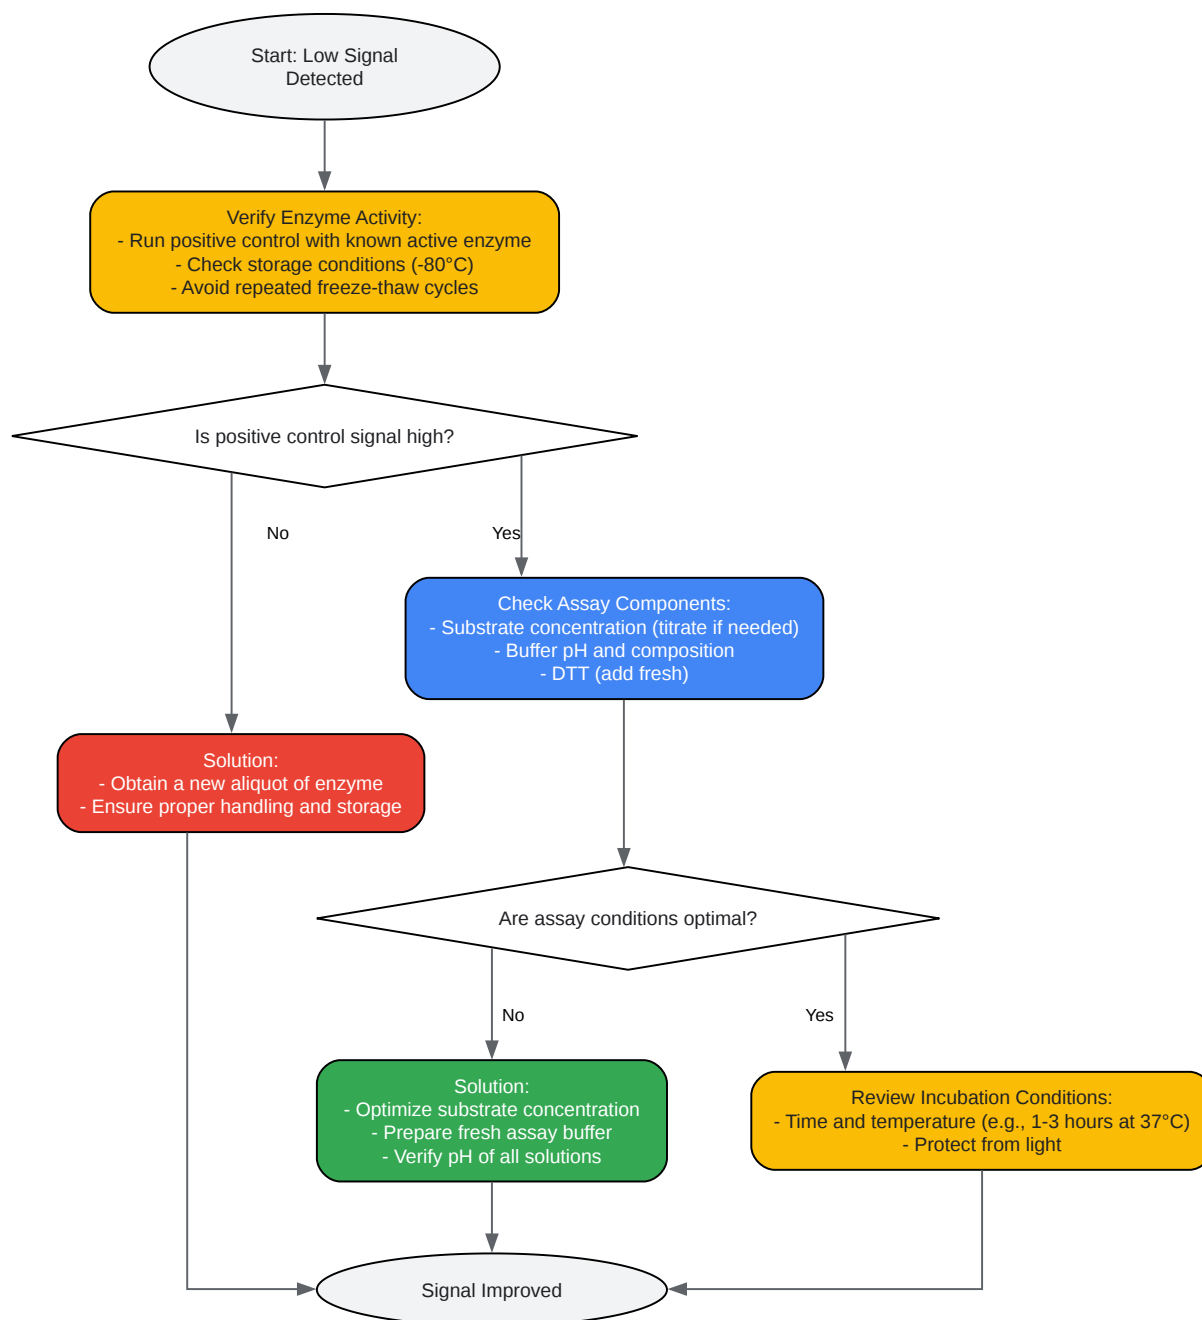 Start: Low Signal
Detected
Verify Enzyme Activity:
- Run positive control with known active enzyme
- Check storage conditions (-80°C)
- Avoid repeated freeze-thaw cycles
Is positive control signal high?
No
Yes
Check Assay Components:
- Substrate concentration (titrate if needed)
- Buffer pH and composition
- DTT (add fresh)
Solution:
- Obtain a new aliquot of enzyme
- Ensure proper handling and storage
Are assay conditions optimal?
No
Yes
Solution:
- Optimize substrate concentration
- Prepare fresh assay buffer
- Verify pH of all solutions
Review Incubation Conditions:
- Time and temperature (e.g., 1-3 hours at 37°C)
- Protect from light
Signal Improved